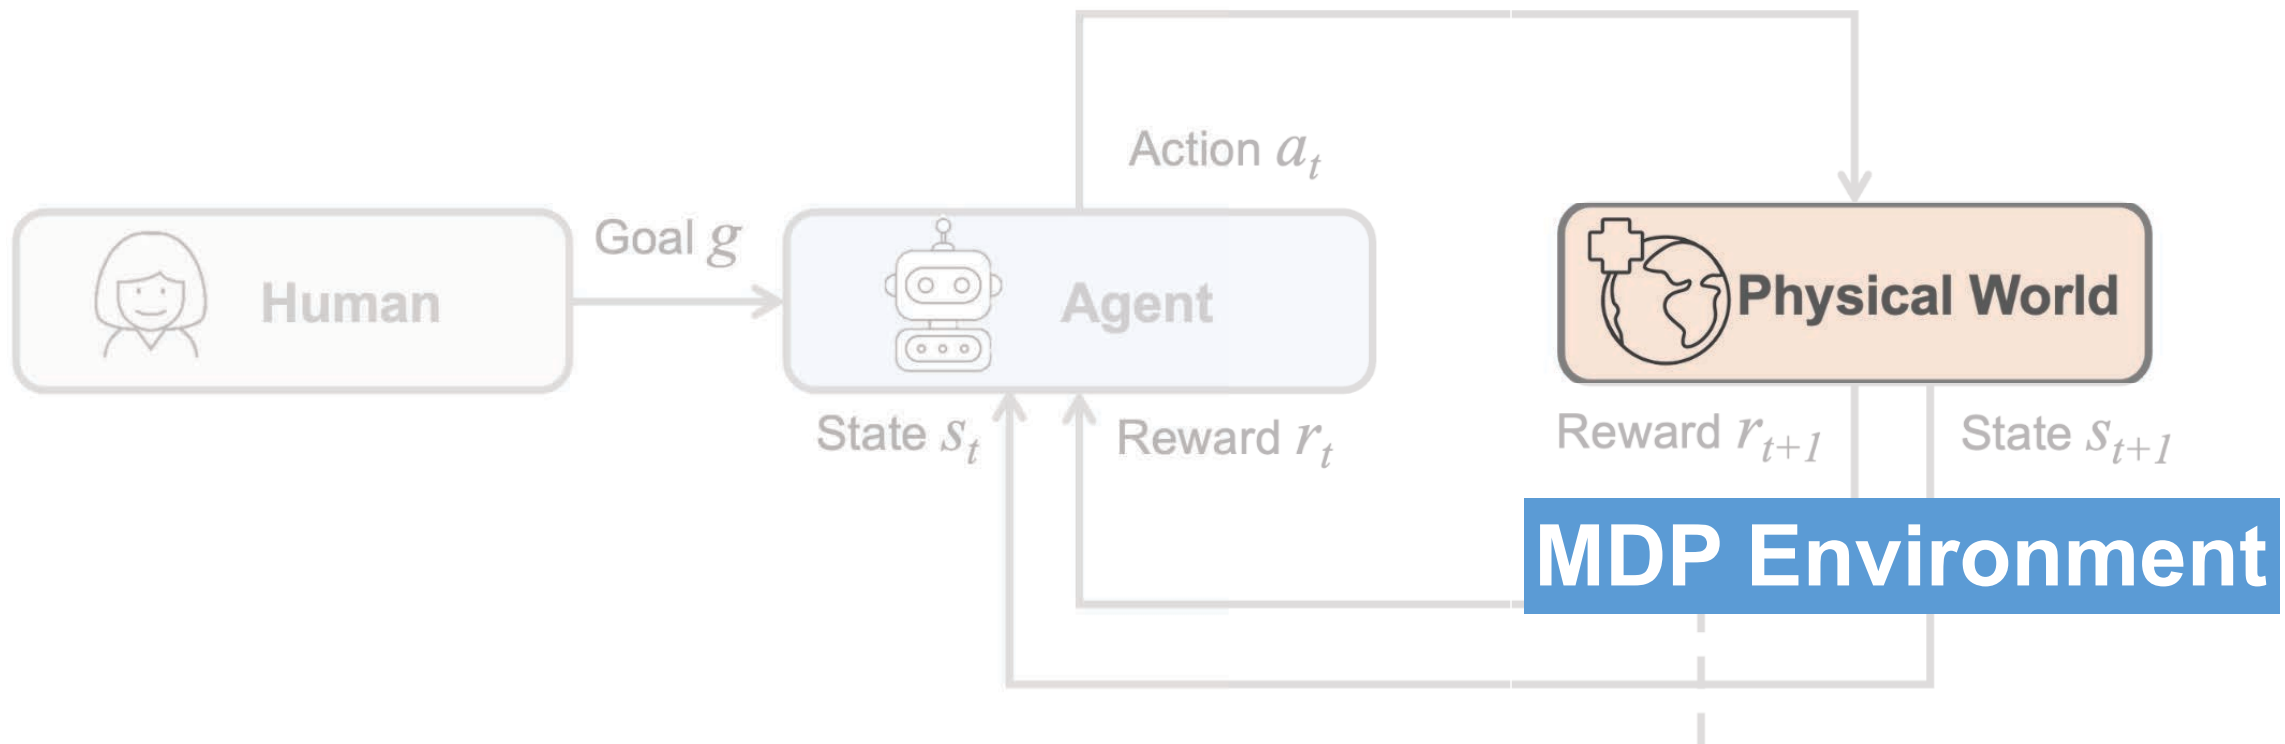 Action a_t
Goal g
Human
Agent
Physical World
State s_t
Reward r_t
Reward r_{t+1}
State s_{t+1}
MDP Environment